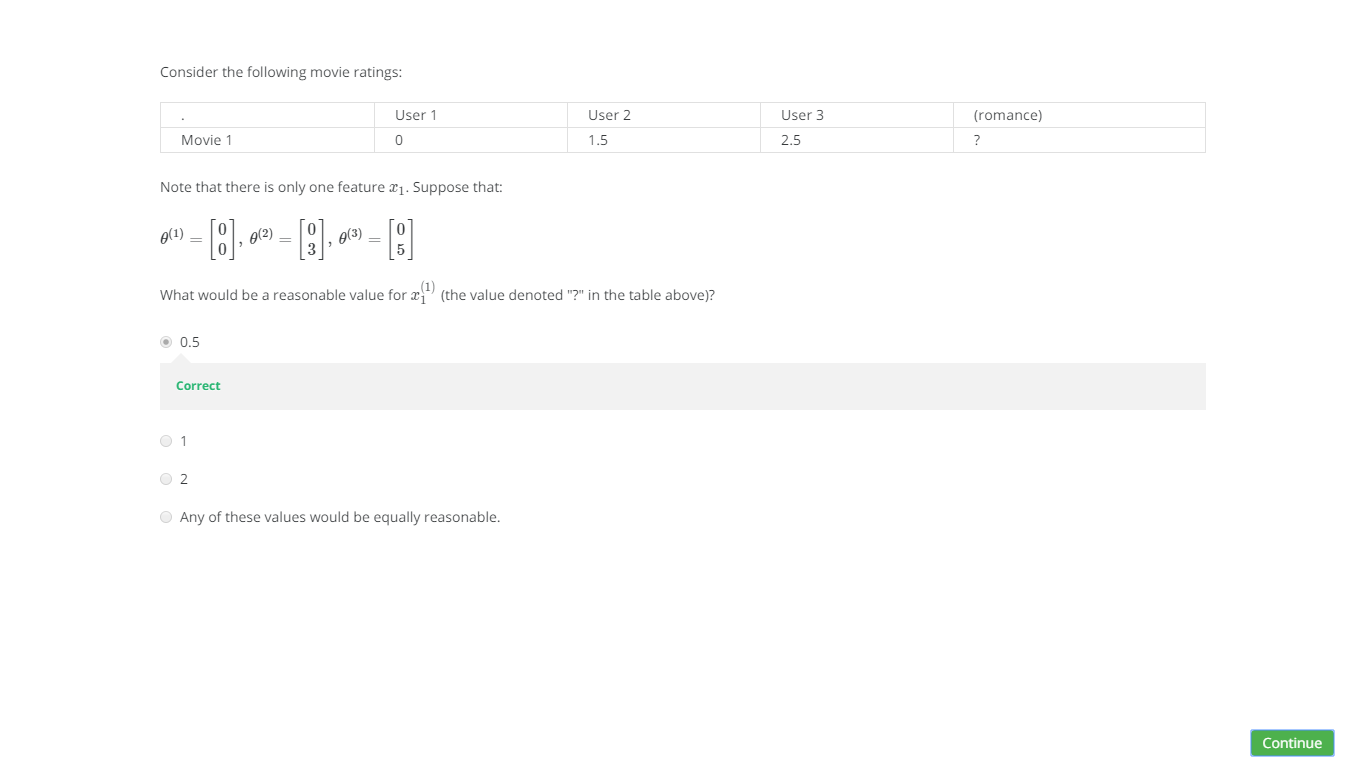 Consider the following movie ratings:
. User 1 User 2 User 3 (romance)
Movie 1 0 1.5 2.5 ?
Note that there is only one feature x₁. Suppose that:
θ⁽¹⁾ = [0 0], θ⁽²⁾ = [0 3], θ⁽³⁾ = [0 5]
What would be a reasonable value for x₁⁽¹⁾ (the value denoted "?" in the table above)?
0.5
Correct
1
2
Any of these values would be equally reasonable.
Continue